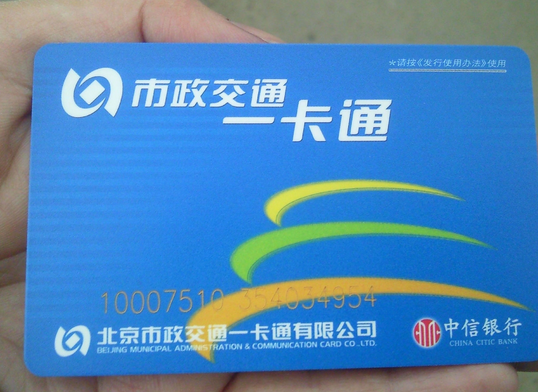 *请按《发行使用办法》使用
市政交通
一卡通
10007510 354034954
北京市政交通一卡通有限公司
BEIJING MUNICIPAL ADMINISTRATION & COMMUNICATION CARD CO.,LTD.
中信银行
CHINA CITIC BANK